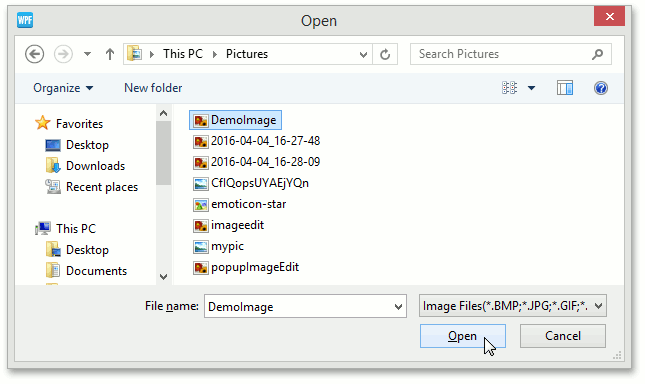 WPF Open
This PC Pictures Search Pictures
Organize New folder
Favorites
Desktop
Downloads
Recent places
This PC
Desktop
Documents
DemoImage
2016-04-04_16-27-48
2016-04-04_16-28-09
CfIQopsUYAEjYQn
emoticon-star
imageedit
mypic
popupImageEdit
File name: DemoImage Image Files(*.BMP;*.JPG;*.GIF;*.
Open Cancel